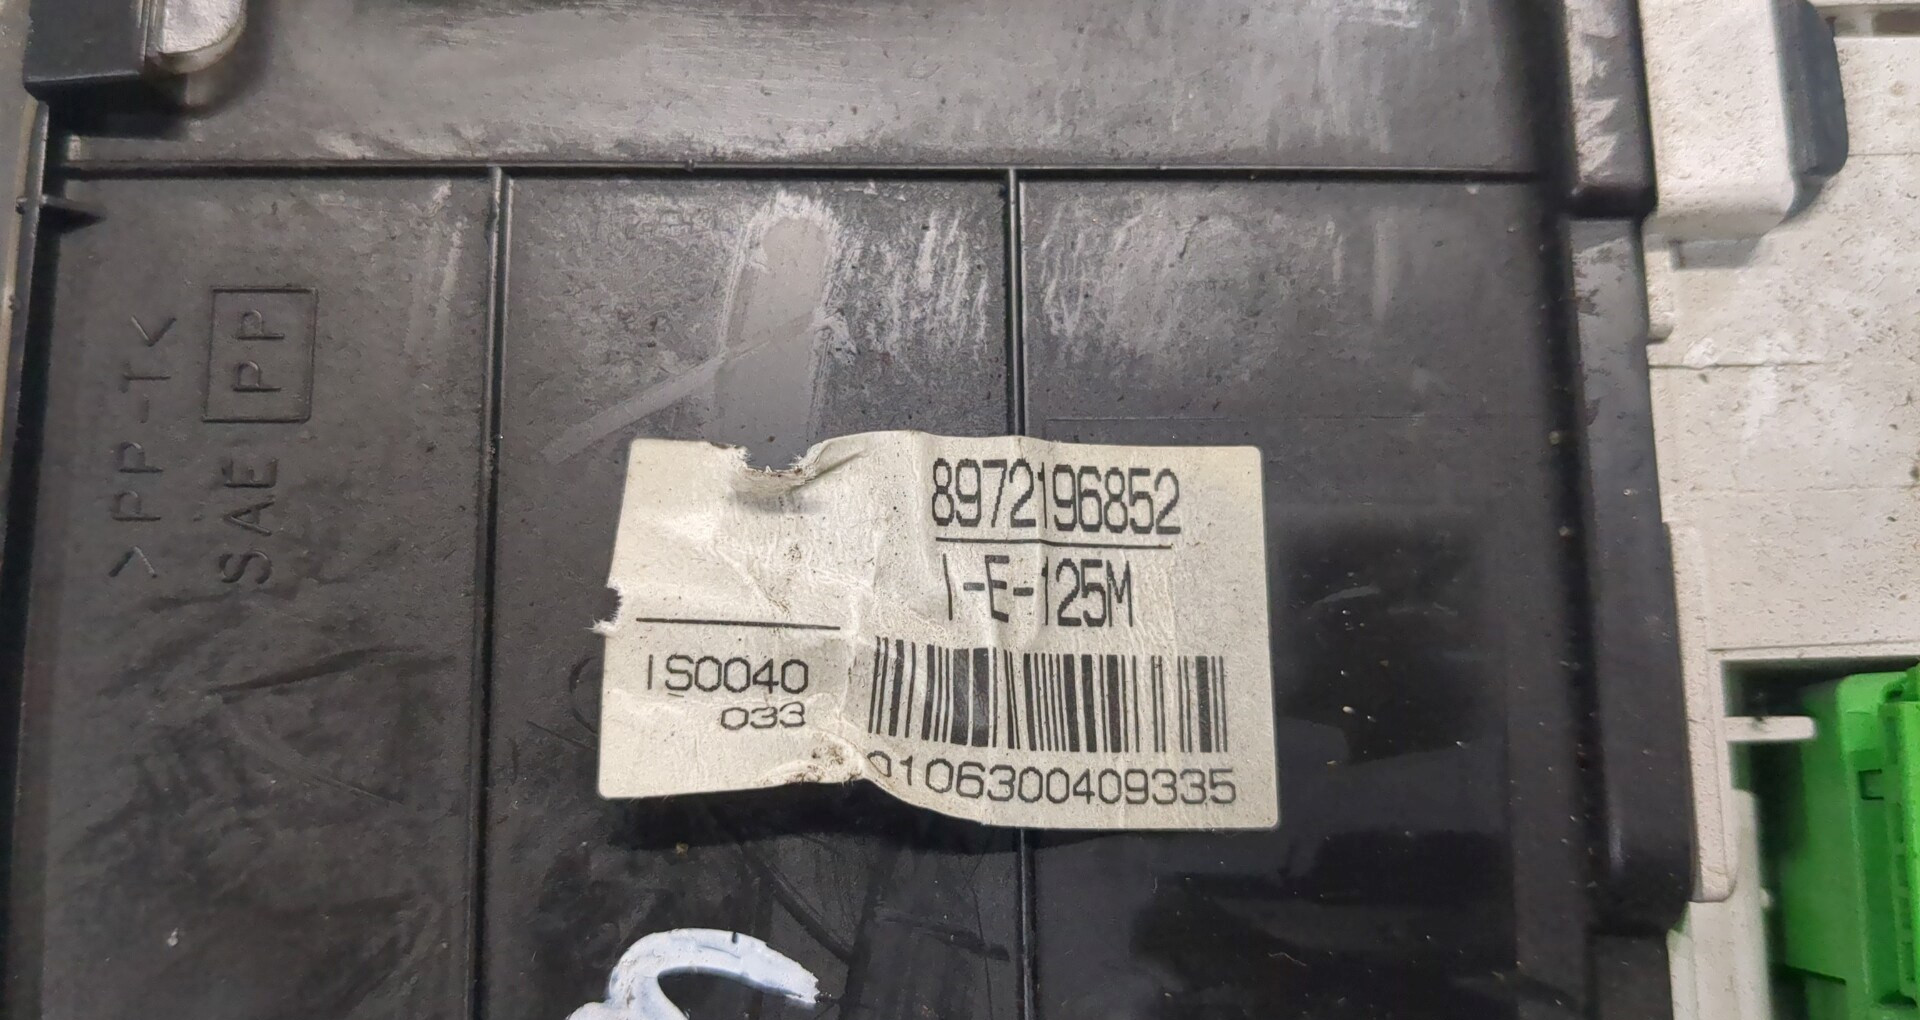 >PP-T<
SAE PP
8972196852
I-E-125M
IS0040
033
0106300409335